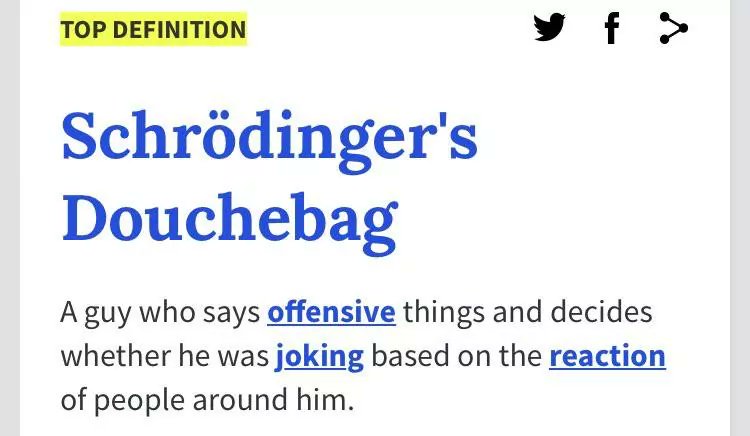 TOP DEFINITION
Schrödinger's
Douchebag
A guy who says offensive things and decides
whether he was joking based on the reaction
of people around him.